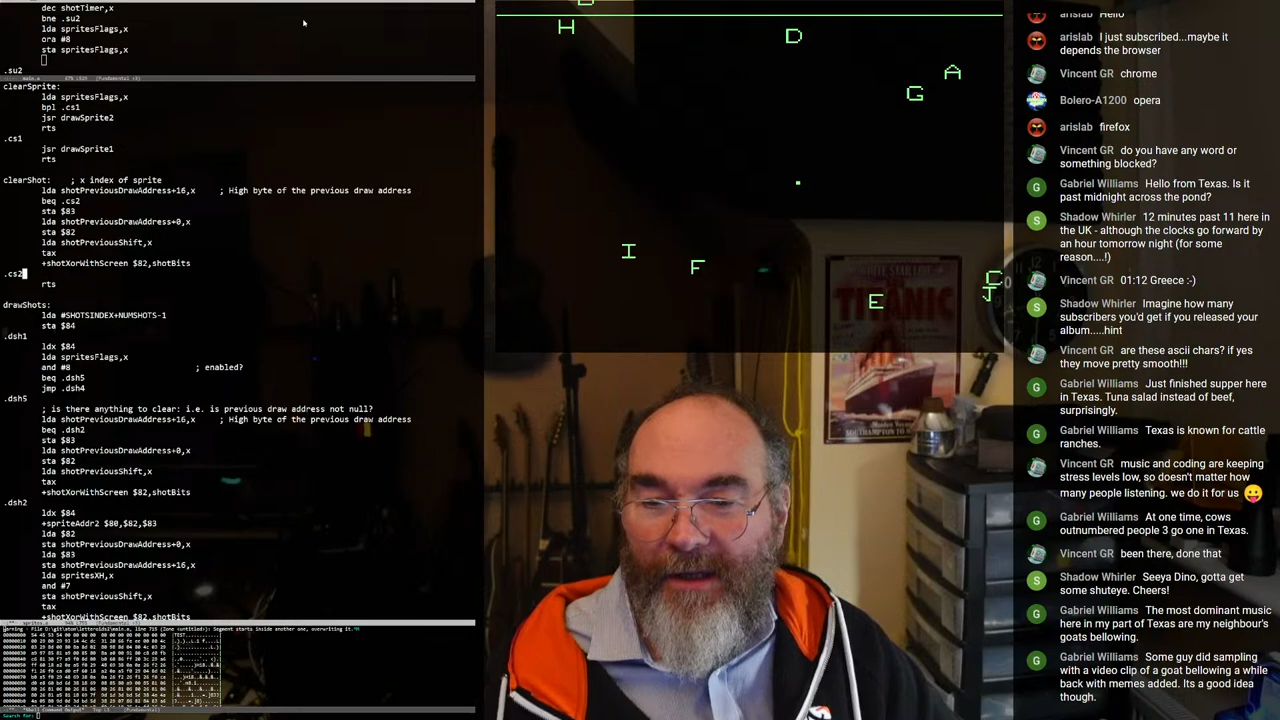 dec shotTimer,x
bne .su2
lda spritesFlags,x
ora #8
sta spritesFlags,x
.su2
clearSprite:
lda spritesFlags,x
bpl .cs1
jsr drawSprite2
rts
.cs1
jsr drawSprite1
rts
clearShot: ; x index of sprite
lda shotPreviousDrawAddress+16,x ; High byte of the previous draw address
beq .cs2
sta $83
lda shotPreviousDrawAddress+0,x
sta $82
lda shotPreviousShift,x
tax
+shotXorWithScreen $82,shotBits
.cs2
rts
drawShots:
lda #SHOTSINDEX+NUMSHOTS-1
sta $84
.dsh1
ldx $84
lda spritesFlags,x
and #8 ; enabled?
beq .dsh5
jmp .dsh4
.dsh5
; is there anything to clear: i.e. is previous draw address not null?
lda shotPreviousDrawAddress+16,x ; High byte of the previous draw address
beq .dsh2
sta $83
lda shotPreviousDrawAddress+0,x
sta $82
lda shotPreviousShift,x
tax
+shotXorWithScreen $82,shotBits
.dsh2
ldx $84
+spriteAddr2 $80,$82,$83
lda $82
sta shotPreviousDrawAddress+0,x
lda $83
sta shotPreviousDrawAddress+16,x
lda spritesXH,x
and #7
sta shotPreviousShift,x
tax
+shotXorWithScreen $82,shotBits
Search for:
H
D
A
G
I
F
C
J
E
WHITE STAR LINE
TITANIC
arislab Hello
arislab I just subscribed...maybe it
depends the browser
Vincent GR chrome
Bolero-A1200 opera
arislab firefox
Vincent GR do you have any word or
something blocked?
Gabriel Williams Hello from Texas. Is it
past midnight across the pond?
Shadow Whirler 12 minutes past 11 here in
the UK - although the clocks go forward by
an hour tomorrow night (for some
reason....!)
Vincent GR 01:12 Greece :-)
Shadow Whirler Imagine how many
subscribers you'd get if you released your
album.....hint
Vincent GR are these ascii chars? if yes
they move pretty smooth!!!
Gabriel Williams Just finished supper here
in Texas. Tuna salad instead of beef,
surprisingly.
Gabriel Williams Texas is known for cattle
ranches.
Vincent GR music and coding are keeping
stress levels low, so doesn't matter how
many people listening. we do it for us
Gabriel Williams At one time, cows
outnumbered people 3 go one in Texas.
Vincent GR been there, done that
Shadow Whirler Seeya Dino, gotta get
some shuteye. Cheers!
Gabriel Williams The most dominant music
here in my part of Texas are my neighbour's
goats bellowing.
Gabriel Williams Some guy did sampling
with a video clip of a goat bellowing a while
back with memes added. Its a good idea
though.